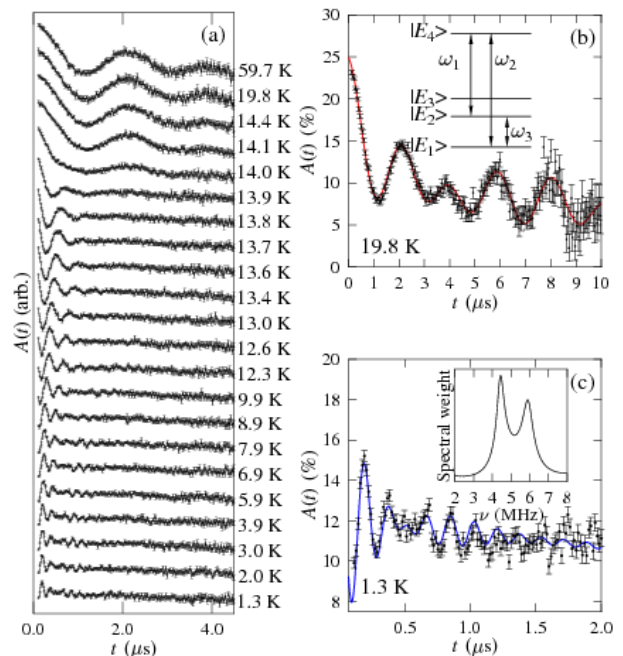 (a)
59.7 K
19.8 K
14.4 K
14.1 K
14.0 K
13.9 K
13.8 K
13.7 K
13.6 K
13.4 K
13.0 K
12.6 K
12.3 K
9.9 K
8.9 K
7.9 K
6.9 K
5.9 K
3.9 K
3.0 K
2.0 K
1.3 K
A(t) (arb.)
0.0 2.0 4.0
t (μs)
(b)
|E4>
ω1 ω2
|E3>
|E2>
|E1>
ω3
30
25
20
15
10
5
0
A(t) (%)
19.8 K
0 1 2 3 4 5 6 7 8 9 10
t (μs)
(c)
20
18
16
14
12
10
8
A(t) (%)
Spectral weight
2 3 4 5 6 7 8
ν (MHz)
1.3 K
0.5 1.0 1.5 2.0
t (μs)